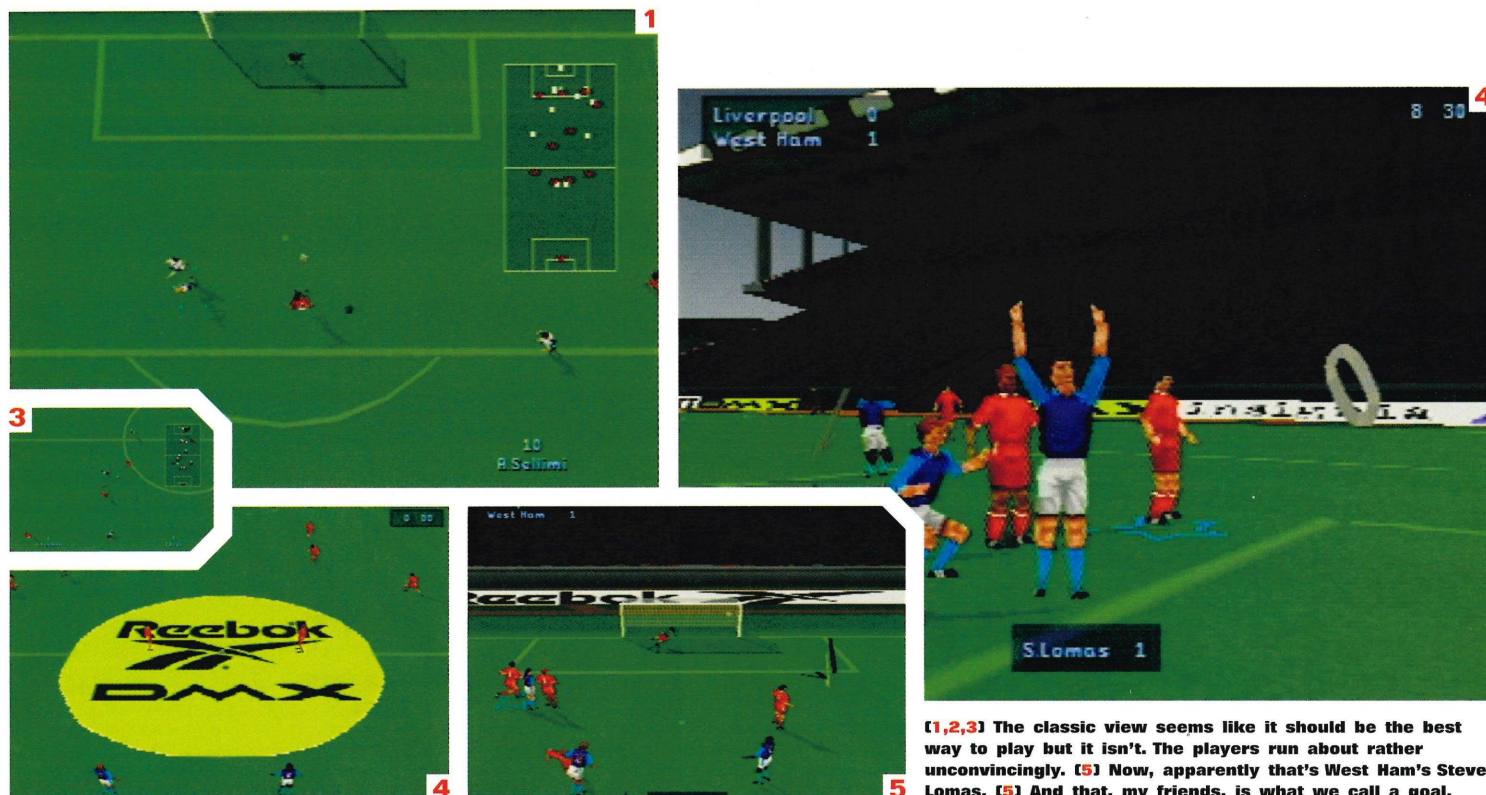 1
10
A.Sellimi
4
Liverpool 0 8 30
West Ham 1
S.Lomas 1
3
0 00
Reebok
DMX
4
West Ham 1
Reebok
5
(1,2,3) The classic view seems like it should be the best
way to play but it isn't. The players run about rather
unconvincingly. (5) Now, apparently that's West Ham's Steve
Lomas. (5) And that, my friends, is what we call a goal.